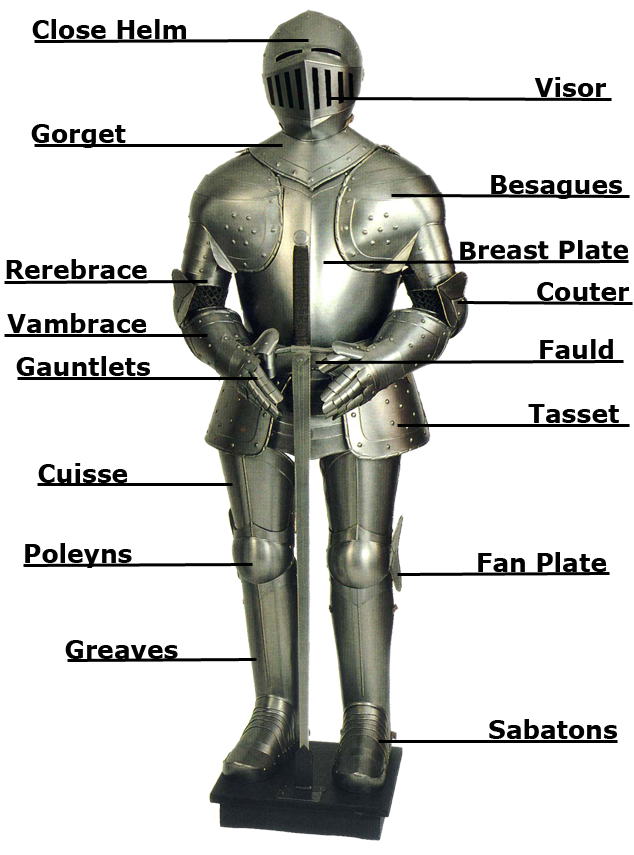 Close Helm
Visor
Gorget
Besagues
Breast Plate
Rerebrace
Couter
Vambrace
Fauld
Gauntlets
Tasset
Cuisse
Poleyns
Fan Plate
Greaves
Sabatons